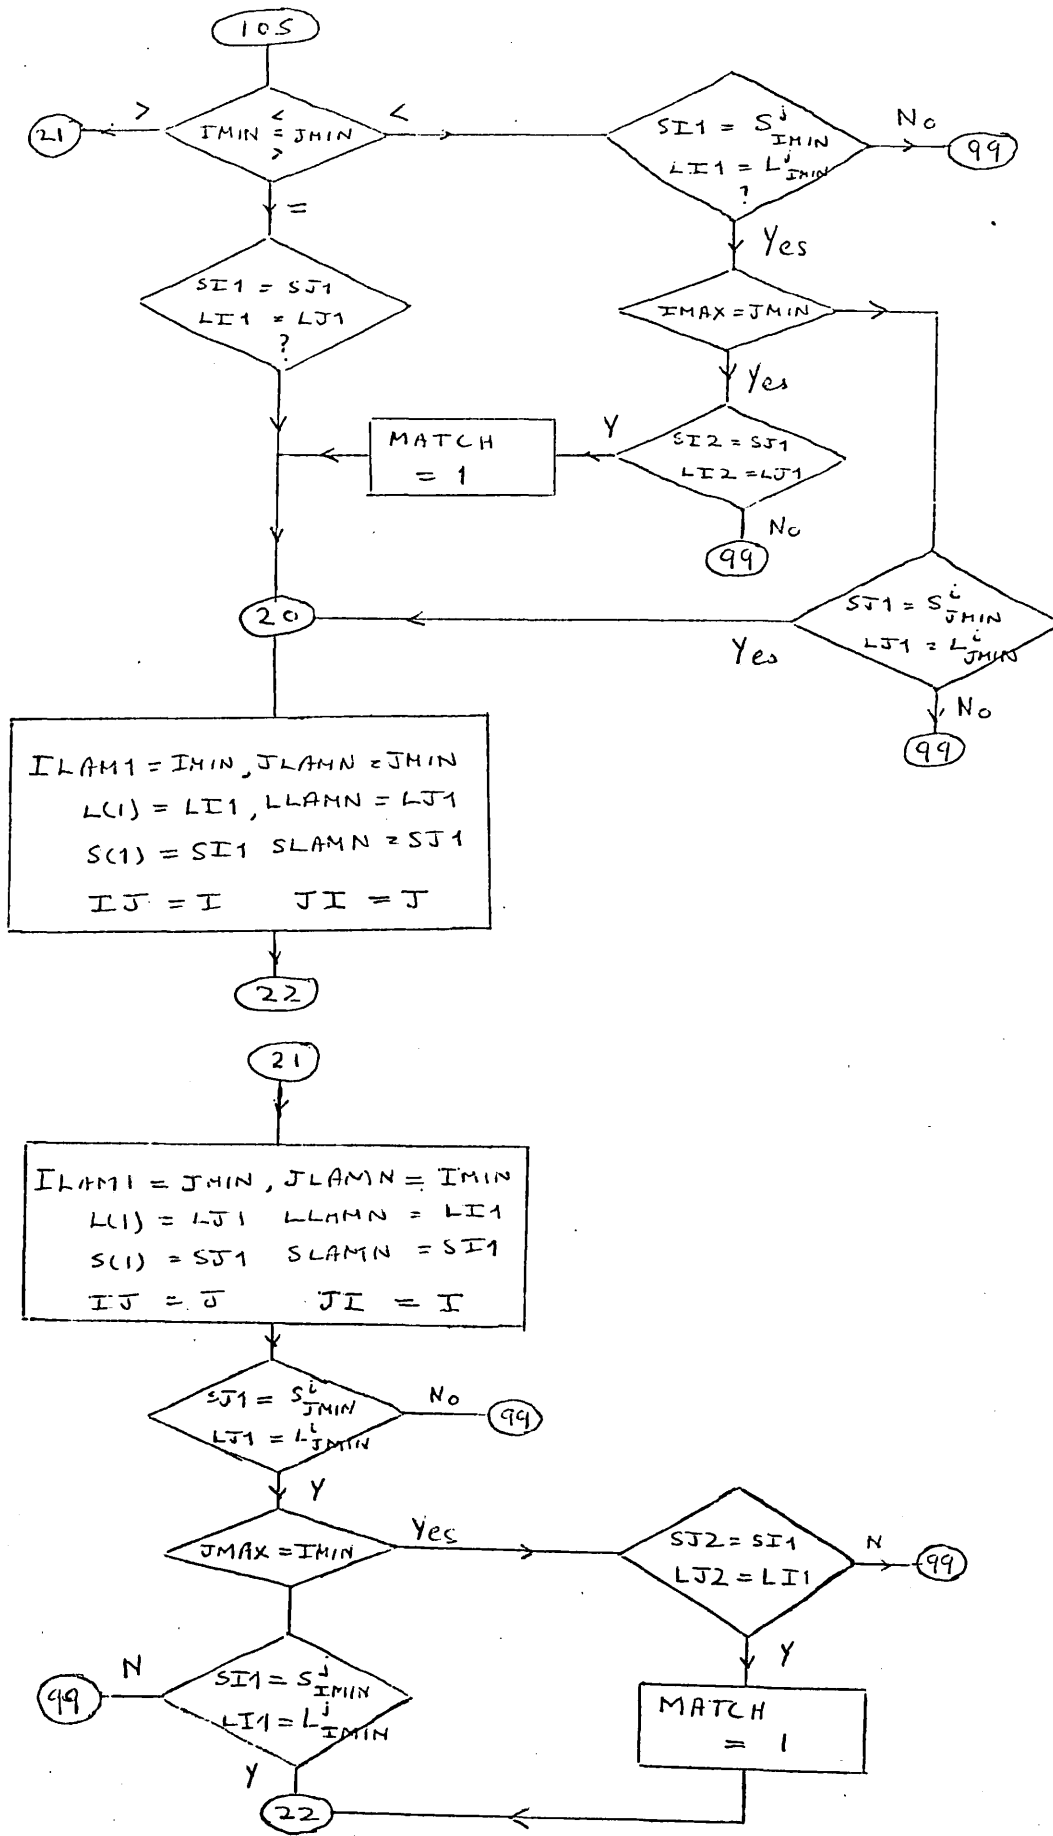 105
>
<
21
<
IMIN = JMIN
>
SI1 = S^j_IMIN
LI1 = L^j_IMIN
?
No
99
=
Yes
SI1 = SJ1
LI1 = LJ1
?
IMAX = JMIN
Yes
Y
MATCH
= 1
SI2 = SJ1
LI2 = LJ1
No
99
20
SJ1 = S^i_JMIN
LJ1 = L^i_JMIN
Yes
No
99
ILAM1 = IMIN, JLAMN = JMIN
L(1) = LI1, LLAMN = LJ1
S(1) = SI1 SLAMN = SJ1
IJ = I JI = J
22
21
ILAM1 = JMIN, JLAMN = IMIN
L(1) = LJ1 LLAMN = LI1
S(1) = SJ1 SLAMN = SI1
IJ = J JI = I
SJ1 = S^i_JMIN
LJ1 = L^i_JMIN
No
99
Y
JMAX = IMIN
Yes
SJ2 = SI1
LJ2 = LI1
N
99
Y
N
99
SI1 = S^j_IMIN
LI1 = L^j_IMIN
MATCH
= 1
Y
22